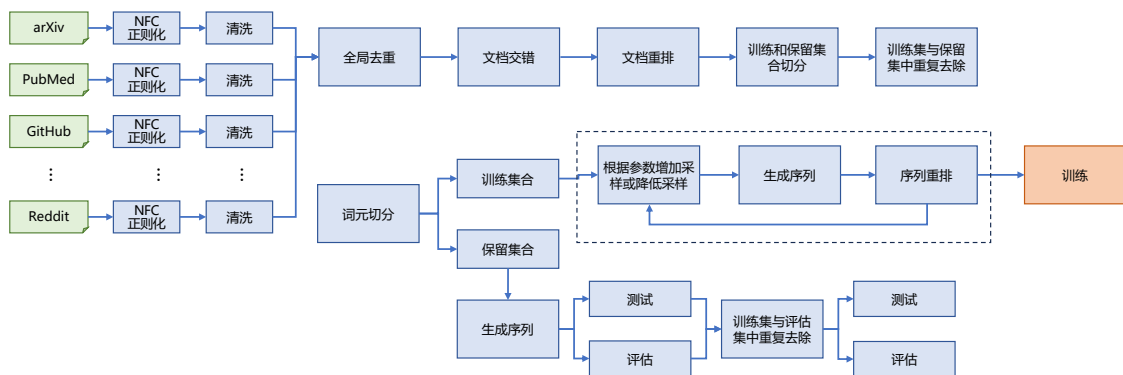 arXiv
NFC
正则化
清洗
PubMed
NFC
正则化
清洗
GitHub
NFC
正则化
清洗
⋮
⋮
⋮
Reddit
NFC
正则化
清洗
全局去重
文档交错
文档重排
训练和保留集
合切分
训练集与保留
集中重复去除
词元切分
训练集合
根据参数增加采
样或降低采样
生成序列
序列重排
训练
保留集合
生成序列
测试
评估
训练集与评估
集中重复去除
测试
评估